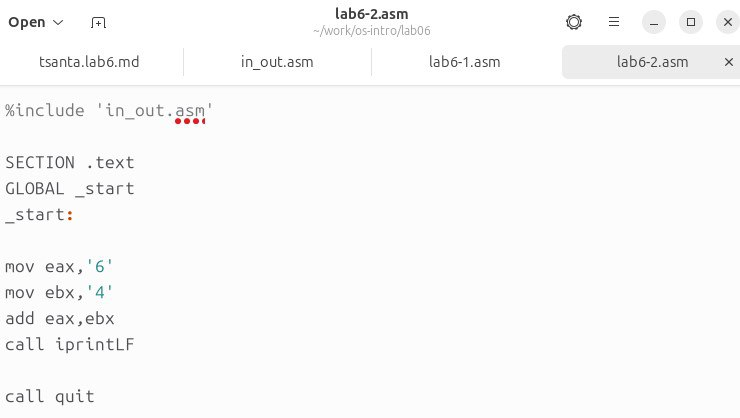 Open
lab6-2.asm
~/work/os-intro/lab06
tsanta.lab6.md
in_out.asm
lab6-1.asm
lab6-2.asm
%include 'in_out.asm'
SECTION .text
GLOBAL _start
_start:
mov eax,'6'
mov ebx,'4'
add eax,ebx
call iprintLF
call quit